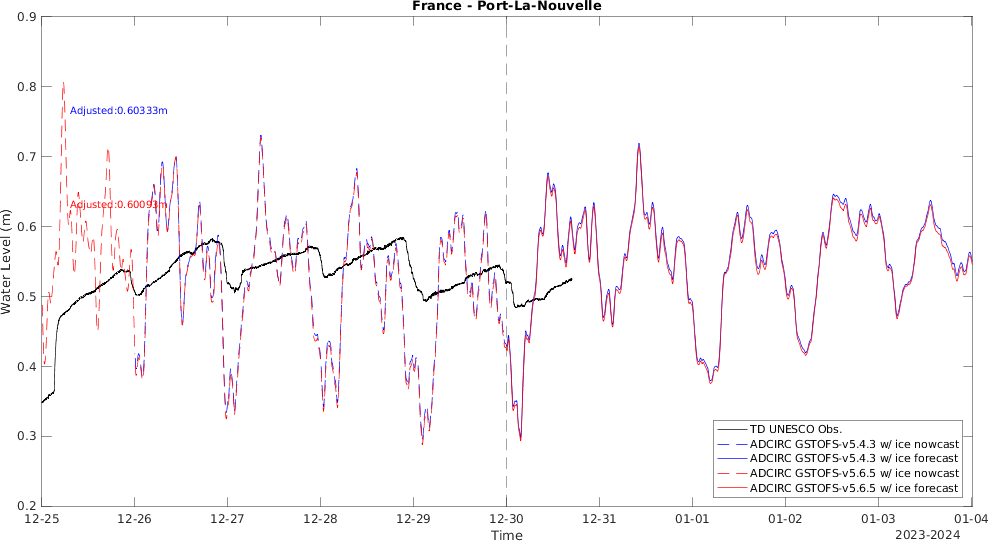 France - Port-La-Nouvelle
0.9
0.8
0.7
0.6
0.5
0.4
0.3
0.2
Water Level (m)
Adjusted:0.60333m
Adjusted:0.60093m
TD UNESCO Obs.
ADCIRC GSTOFS-v5.4.3 w/ ice nowcast
ADCIRC GSTOFS-v5.4.3 w/ ice forecast
ADCIRC GSTOFS-v5.6.5 w/ ice nowcast
ADCIRC GSTOFS-v5.6.5 w/ ice forecast
12-25 12-26 12-27 12-28 12-29 12-30 12-31 01-01 01-02 01-03 01-04
Time
2023-2024